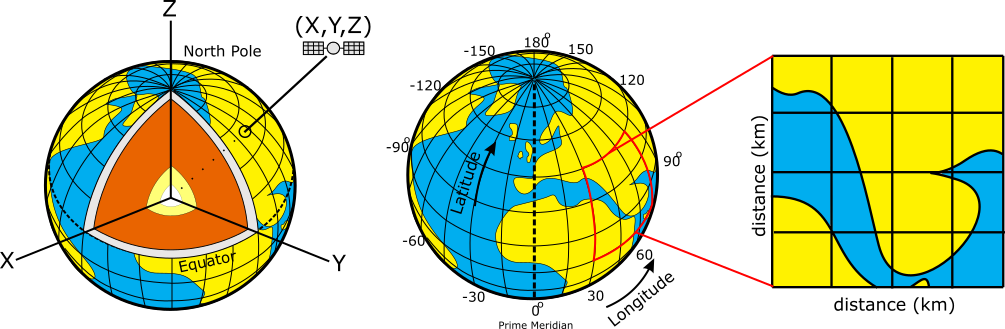 Z
(X,Y,Z)
North Pole
X
Y
Equator
180°
-150
150
-120
120
-90°
90°
-60
60
-30
30
0°
Prime Meridian
Latitude
Longitude
distance (km)
distance (km)